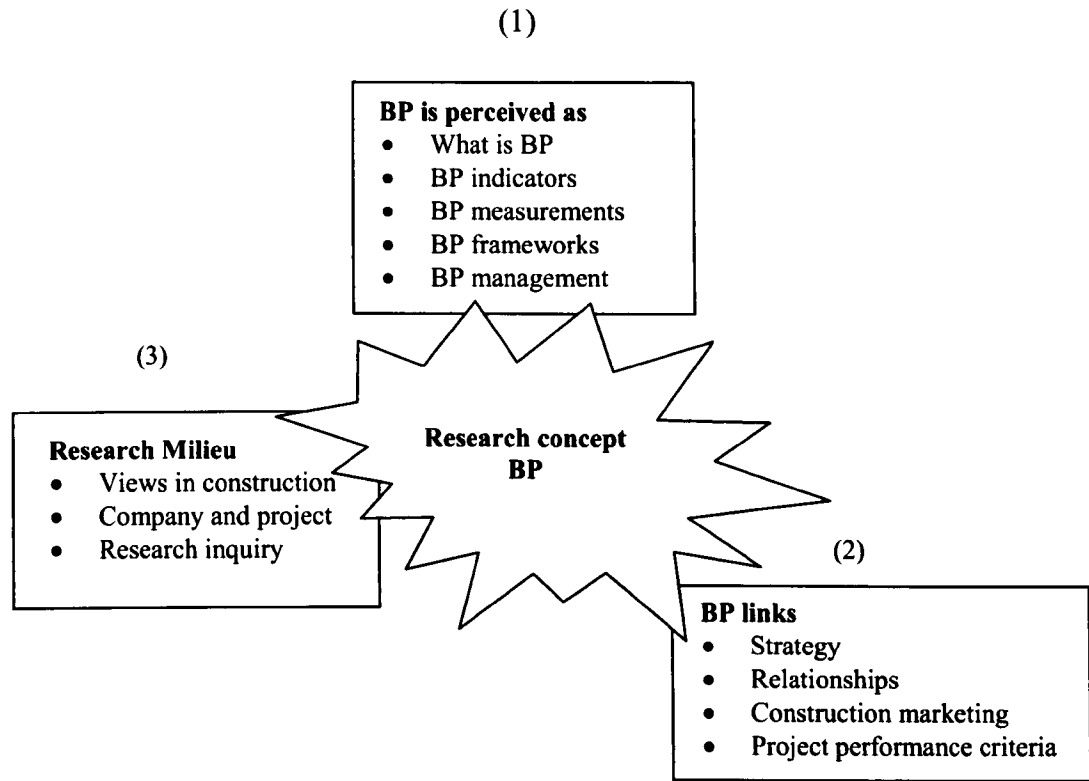 (1)
BP is perceived as
• What is BP
• BP indicators
• BP measurements
• BP frameworks
• BP management
(3)
Research Milieu
• Views in construction
• Company and project
• Research inquiry
Research concept
BP
(2)
BP links
• Strategy
• Relationships
• Construction marketing
• Project performance criteria